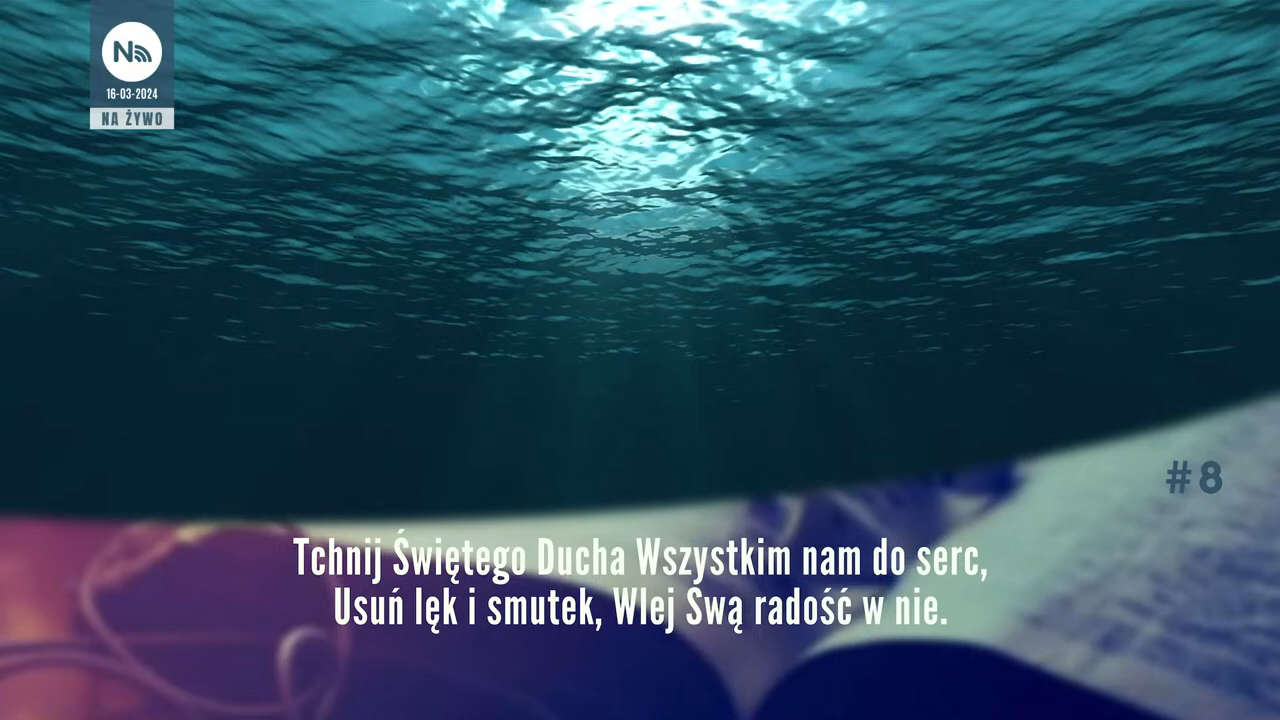 N
16-03-2024
NA ŻYWO
#8
Tchnij Świętego Ducha Wszystkim nam do serc,
Usuń lęk i smutek, Wlej Swą radość w nie.